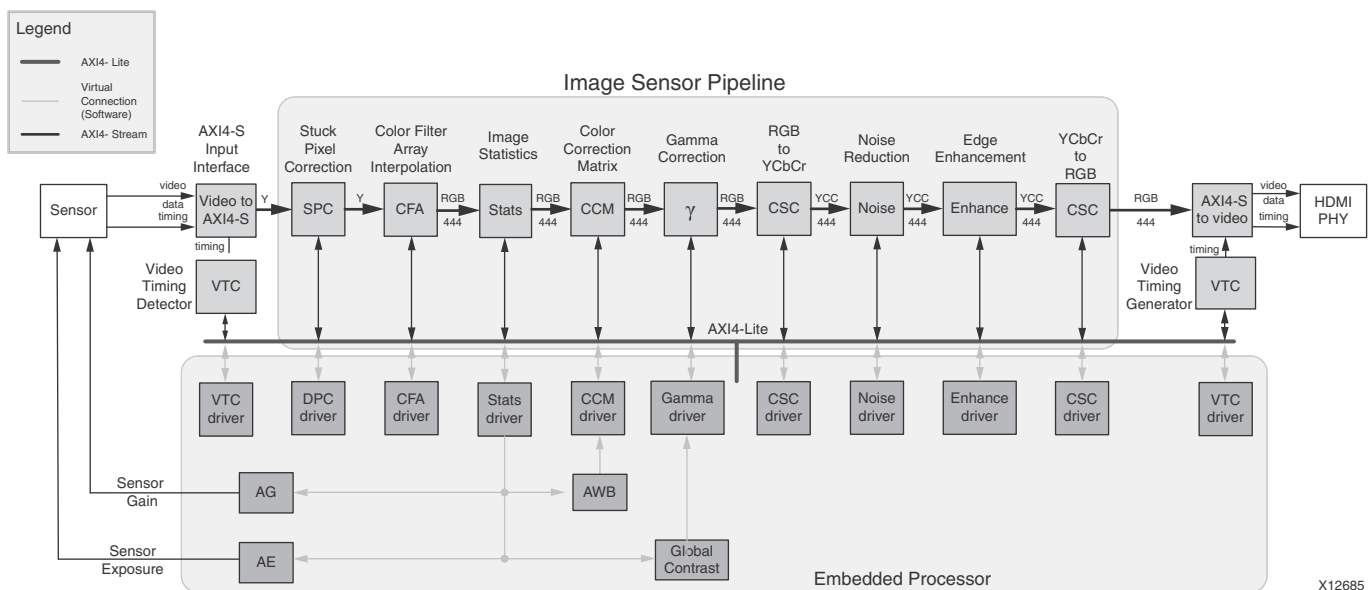 Legend
AXI4- Lite
Virtual
Connection
(Software)
AXI4- Stream
Image Sensor Pipeline
AXI4-S
Input
Interface
Stuck
Pixel
Correction
Color Filter
Array
Interpolation
Image
Statistics
Color
Correction
Matrix
Gamma
Correction
RGB
to
YCbCr
Noise
Reduction
Edge
Enhancement
YCbCr
to
RGB
Sensor
video
data
timing
Video to
AXI4-S
Y
SPC
Y
CFA
RGB
444
Stats
RGB
444
CCM
RGB
444
γ
RGB
444
CSC
YCC
444
Noise
YCC
444
Enhance
YCC
444
CSC
RGB
444
AXI4-S
to video
video
data
timing
HDMI
PHY
timing
Video
Timing
Detector
VTC
timing
Video
Timing
Generator
VTC
AXI4-Lite
VTC
driver
DPC
driver
CFA
driver
Stats
driver
CCM
driver
Gamma
driver
CSC
driver
Noise
driver
Enhance
driver
CSC
driver
VTC
driver
Sensor
Gain
AG
AWB
Sensor
Exposure
AE
Global
Contrast
Embedded Processor
X12685